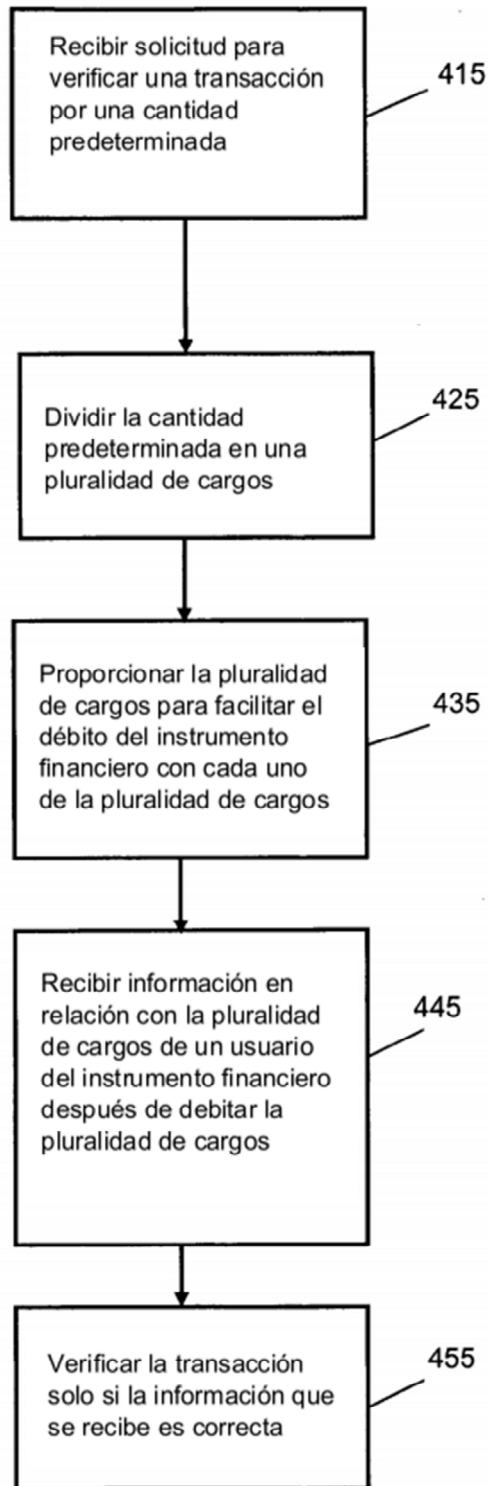 Recibir solicitud para
verificar una transacción
por una cantidad
predeterminada
415
Dividir la cantidad
predeterminada en una
pluralidad de cargos
425
Proporcionar la pluralidad
de cargos para facilitar el
débito del instrumento
financiero con cada uno
de la pluralidad de cargos
435
Recibir información en
relación con la pluralidad
de cargos de un usuario
del instrumento financiero
después de debitar la
pluralidad de cargos
445
Verificar la transacción
solo si la información que
se recibe es correcta
455